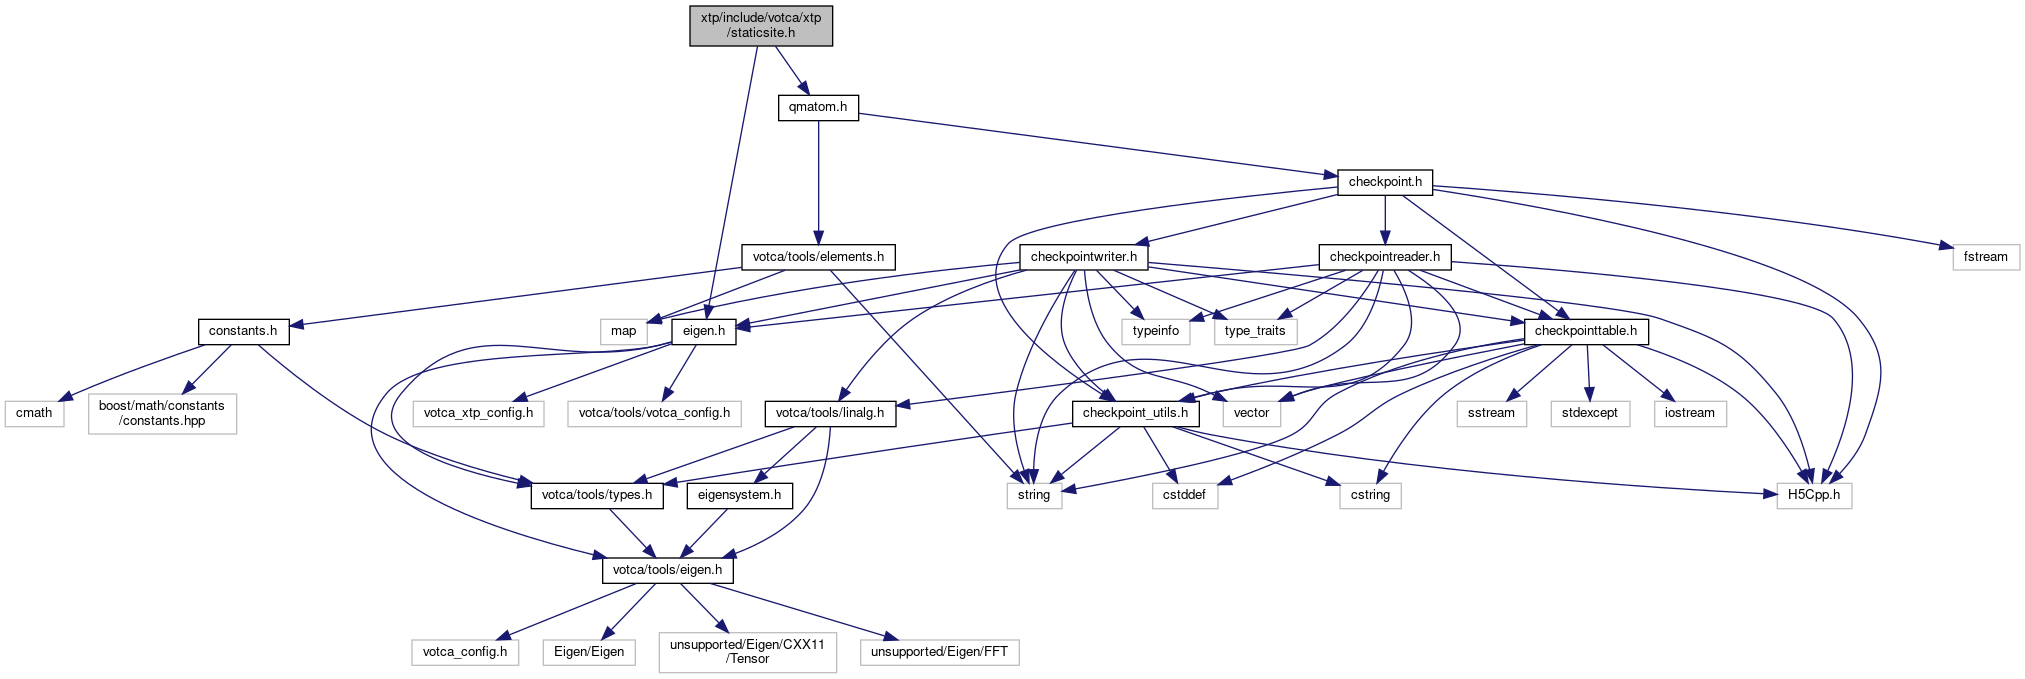 xtp/include/votca/xtp
/staticsite.h
qmatom.h
checkpoint.h
votca/tools/elements.h
checkpointwriter.h
checkpointreader.h
fstream
constants.h
map
eigen.h
typeinfo
type_traits
checkpointtable.h
cmath
boost/math/constants
/constants.hpp
votca_xtp_config.h
votca/tools/votca_config.h
votca/tools/linalg.h
checkpoint_utils.h
vector
sstream
stdexcept
iostream
votca/tools/types.h
eigensystem.h
string
cstddef
cstring
H5Cpp.h
votca/tools/eigen.h
votca_config.h
Eigen/Eigen
unsupported/Eigen/CXX11
/Tensor
unsupported/Eigen/FFT